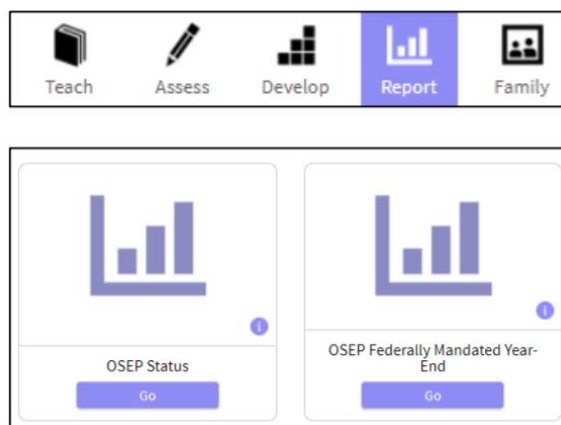 Teach Assess Develop Report Family
OSEP Status
Go
OSEP Federally Mandated Year-
End
Go